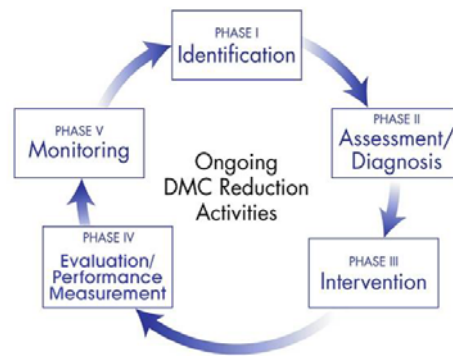 PHASE I
Identification
PHASE II
Assessment/
Diagnosis
PHASE III
Intervention
PHASE IV
Evaluation/
Performance
Measurement
PHASE V
Monitoring
Ongoing
DMC Reduction
Activities